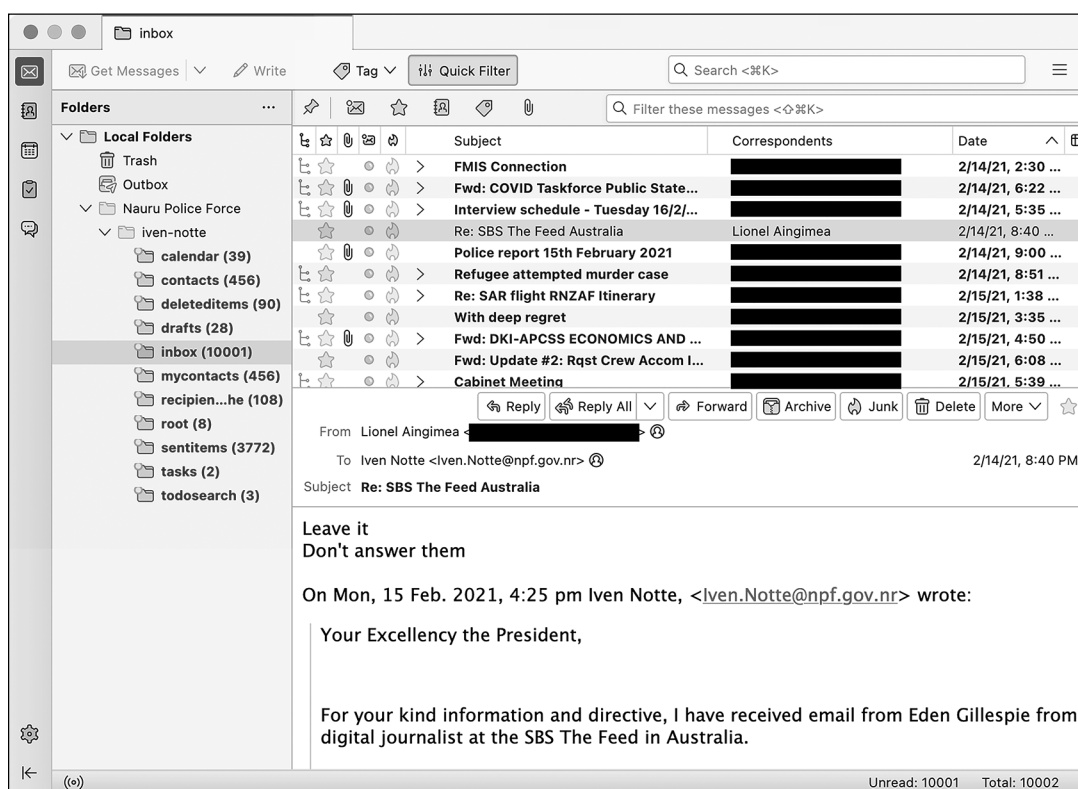 inbox
Get Messages Write Tag Quick Filter Search <⌘K>
Folders ...
Filter these messages <⇧⌘K>
Local Folders
Trash
Outbox
Nauru Police Force
iven-notte
calendar (39)
contacts (456)
deleteditems (90)
drafts (28)
inbox (10001)
mycontacts (456)
recipien...he (108)
root (8)
sentitems (3772)
tasks (2)
todosearch (3)
Subject Correspondents Date
FMIS Connection 2/14/21, 2:30 ...
Fwd: COVID Taskforce Public State... 2/14/21, 6:22 ...
Interview schedule - Tuesday 16/2/... 2/14/21, 5:35 ...
Re: SBS The Feed Australia Lionel Aingimea 2/14/21, 8:40 ...
Police report 15th February 2021 2/14/21, 9:00 ...
Refugee attempted murder case 2/14/21, 8:51 ...
Re: SAR flight RNZAF Itinerary 2/15/21, 1:38 ...
With deep regret 2/15/21, 3:35 ...
Fwd: DKI-APCSS ECONOMICS AND ... 2/15/21, 4:50 ...
Fwd: Update #2: Rqst Crew Accom I... 2/15/21, 6:08 ...
Cabinet Meeting 2/15/21, 5:39 ...
Reply Reply All Forward Archive Junk Delete More
From Lionel Aingimea < >
To Iven Notte <Iven.Notte@npf.gov.nr> 2/14/21, 8:40 PM
Subject Re: SBS The Feed Australia
Leave it
Don't answer them
On Mon, 15 Feb. 2021, 4:25 pm Iven Notte, <Iven.Notte@npf.gov.nr> wrote:
Your Excellency the President,
For your kind information and directive, I have received email from Eden Gillespie from
digital journalist at the SBS The Feed in Australia.
Unread: 10001 Total: 10002